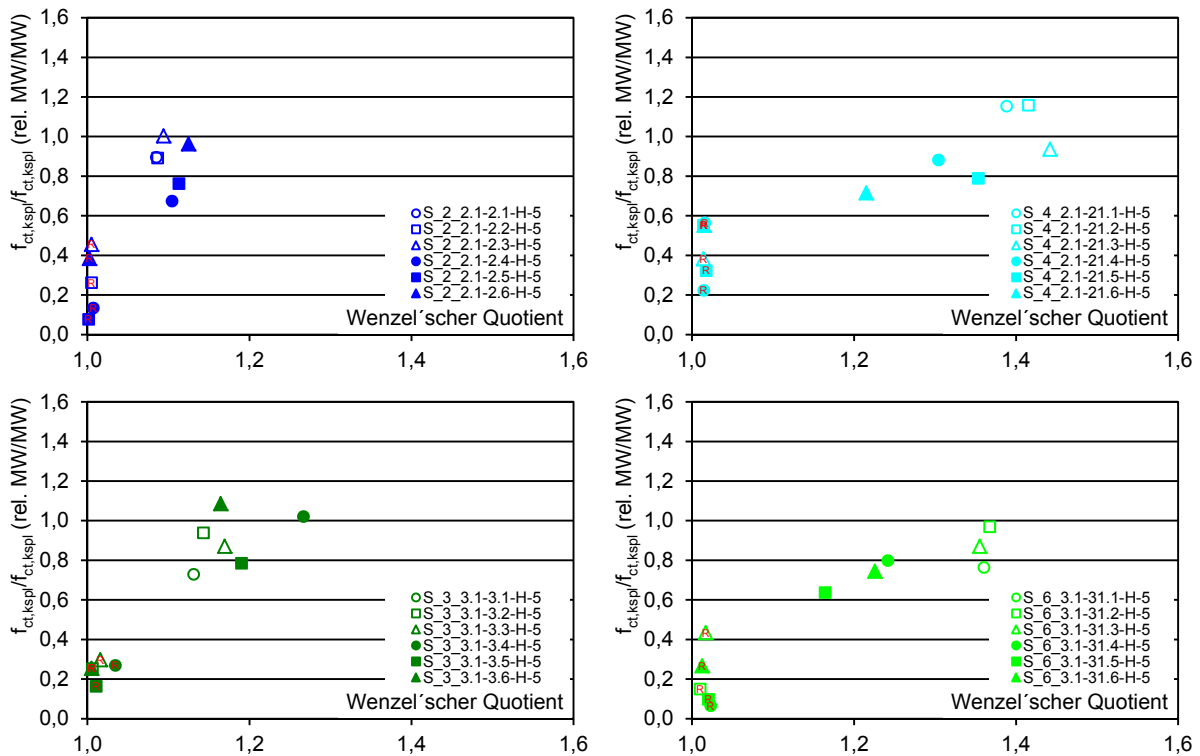 f_ct,kspl/f_ct,kspl (rel. MW/MW)
1,6
1,4
1,2
1,0
0,8
0,6
0,4
0,2
0,0
R
R
R
R
R
S_2_2.1-2.1-H-5
S_2_2.1-2.2-H-5
S_2_2.1-2.3-H-5
S_2_2.1-2.4-H-5
S_2_2.1-2.5-H-5
S_2_2.1-2.6-H-5
Wenzel´scher Quotient
1,0 1,2 1,4 1,6
f_ct,kspl/f_ct,kspl (rel. MW/MW)
1,6
1,4
1,2
1,0
0,8
0,6
0,4
0,2
0,0
R
R
R
R
S_4_2.1-21.1-H-5
S_4_2.1-21.2-H-5
S_4_2.1-21.3-H-5
S_4_2.1-21.4-H-5
S_4_2.1-21.5-H-5
S_4_2.1-21.6-H-5
Wenzel´scher Quotient
1,0 1,2 1,4 1,6
f_ct,kspl/f_ct,kspl (rel. MW/MW)
1,6
1,4
1,2
1,0
0,8
0,6
0,4
0,2
0,0
R
R
R
R
S_3_3.1-3.1-H-5
S_3_3.1-3.2-H-5
S_3_3.1-3.3-H-5
S_3_3.1-3.4-H-5
S_3_3.1-3.5-H-5
S_3_3.1-3.6-H-5
Wenzel´scher Quotient
1,0 1,2 1,4 1,6
f_ct,kspl/f_ct,kspl (rel. MW/MW)
1,6
1,4
1,2
1,0
0,8
0,6
0,4
0,2
0,0
R
R
R
R
R
S_6_3.1-31.1-H-5
S_6_3.1-31.2-H-5
S_6_3.1-31.3-H-5
S_6_3.1-31.4-H-5
S_6_3.1-31.5-H-5
S_6_3.1-31.6-H-5
Wenzel´scher Quotient
1,0 1,2 1,4 1,6